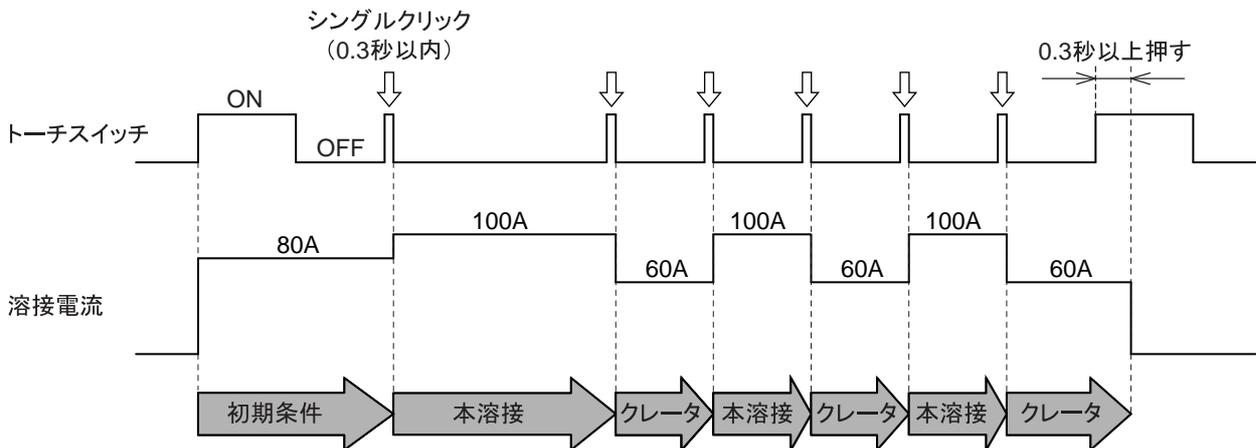 シングルクリック
（0.3秒以内）
0.3秒以上押す
ON
トーチスイッチ
OFF
100A
100A
100A
80A
60A
60A
60A
溶接電流
初期条件
本溶接
クレータ
本溶接
クレータ
本溶接
クレータ